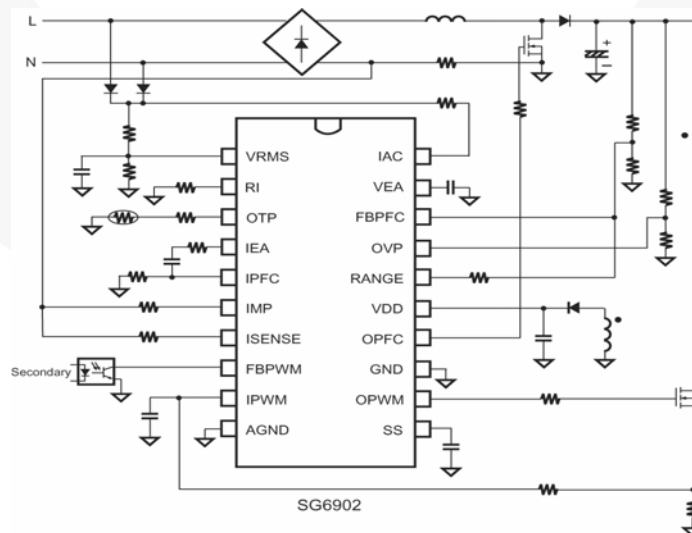 L
N
VRMS IAC
RI VEA
OTP FBPFC
IEA OVP
IPFC RANGE
IMP VDD
ISENSE OPFC
Secondary FBPWM GND
IPWM OPWM
AGND SS
SG6902